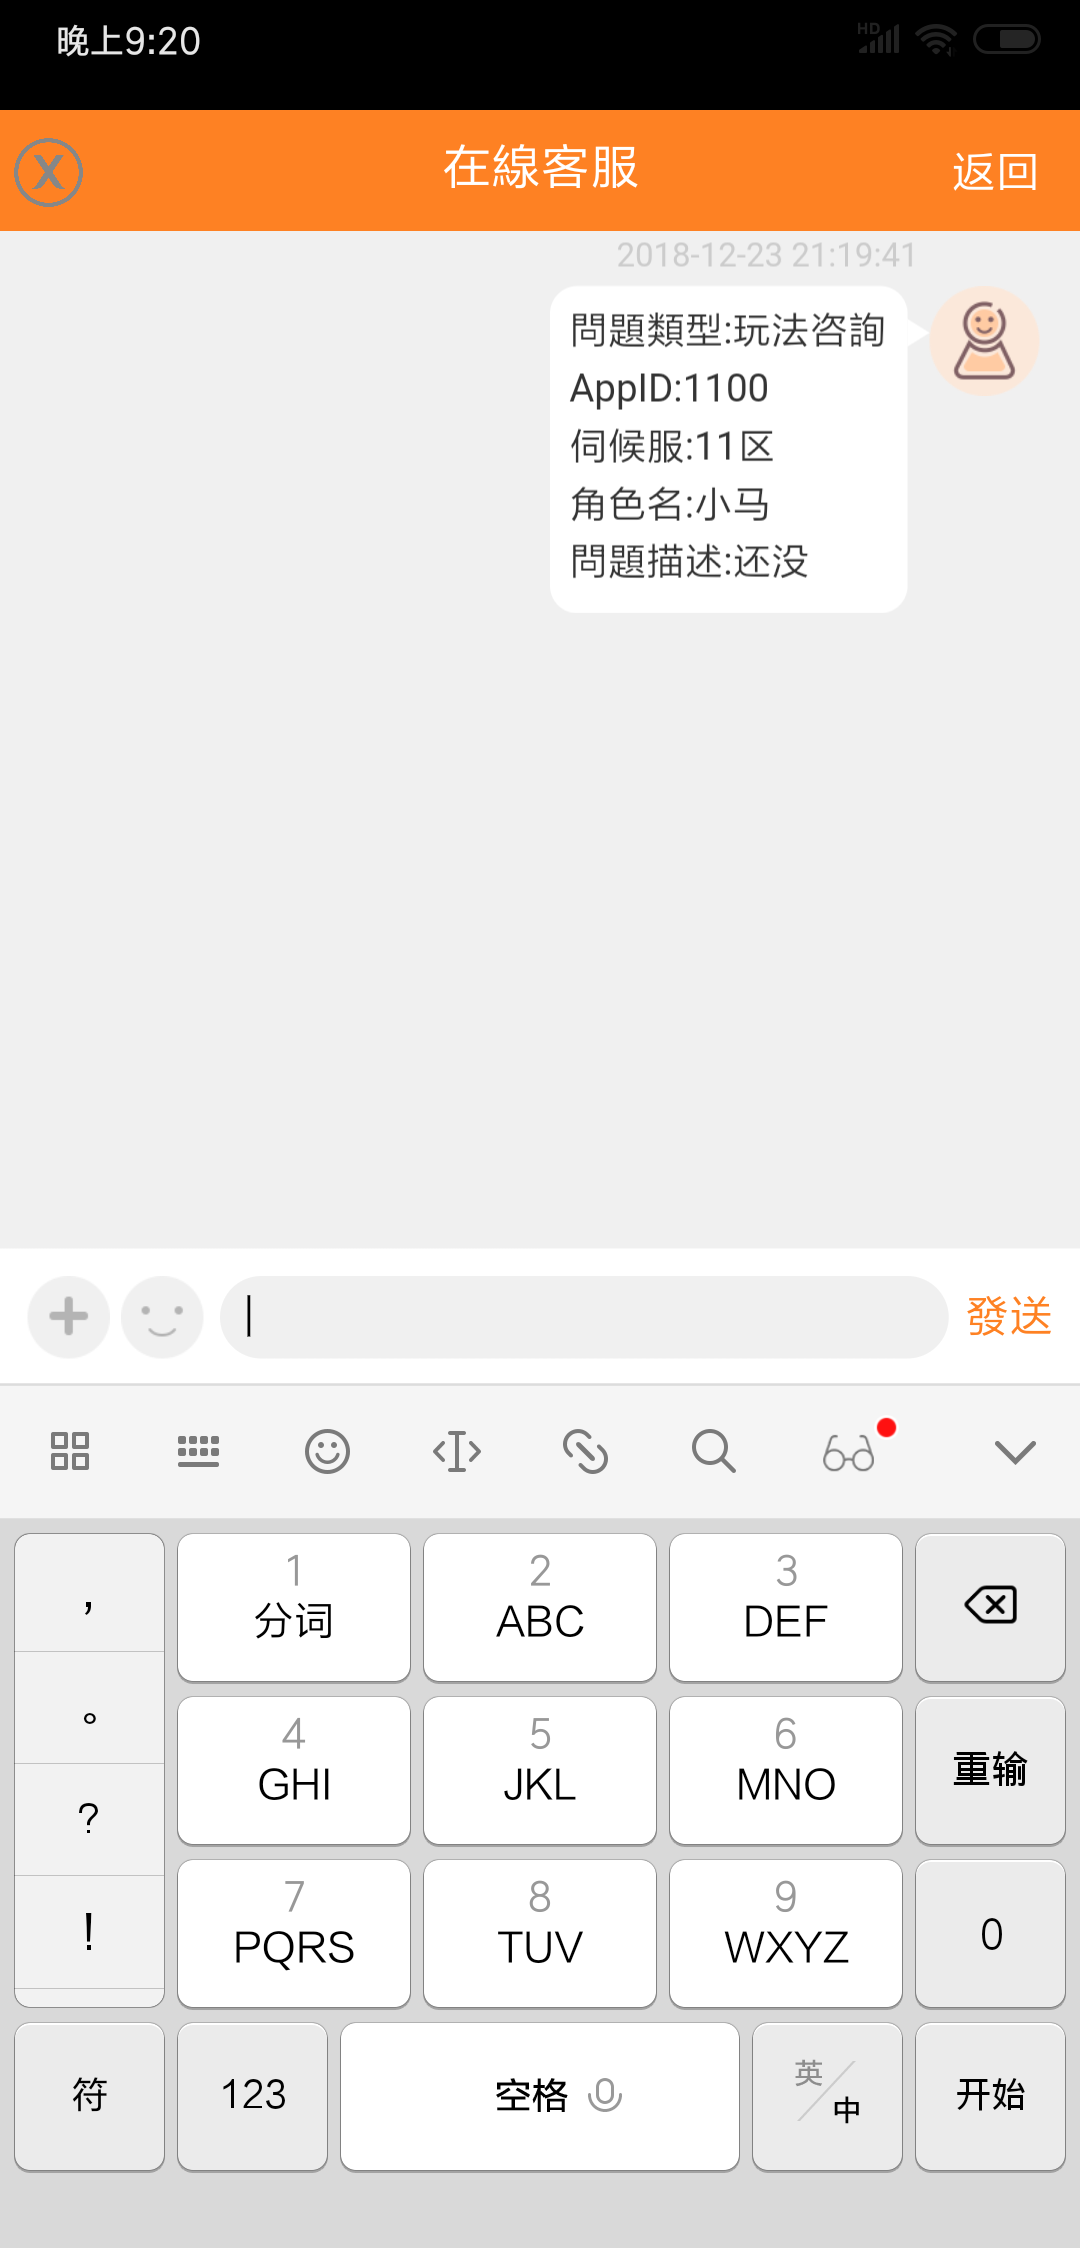 晚上9:20
HD
X
在線客服
返回
2018-12-23 21:19:41
問題類型:玩法咨詢
AppID:1100
伺候服:11区
角色名:小马
問題描述:还没
發送
，
。
?
!
1
分词
2
ABC
3
DEF
4
GHI
5
JKL
6
MNO
重输
7
PQRS
8
TUV
9
WXYZ
0
符
123
空格
英/中
开始